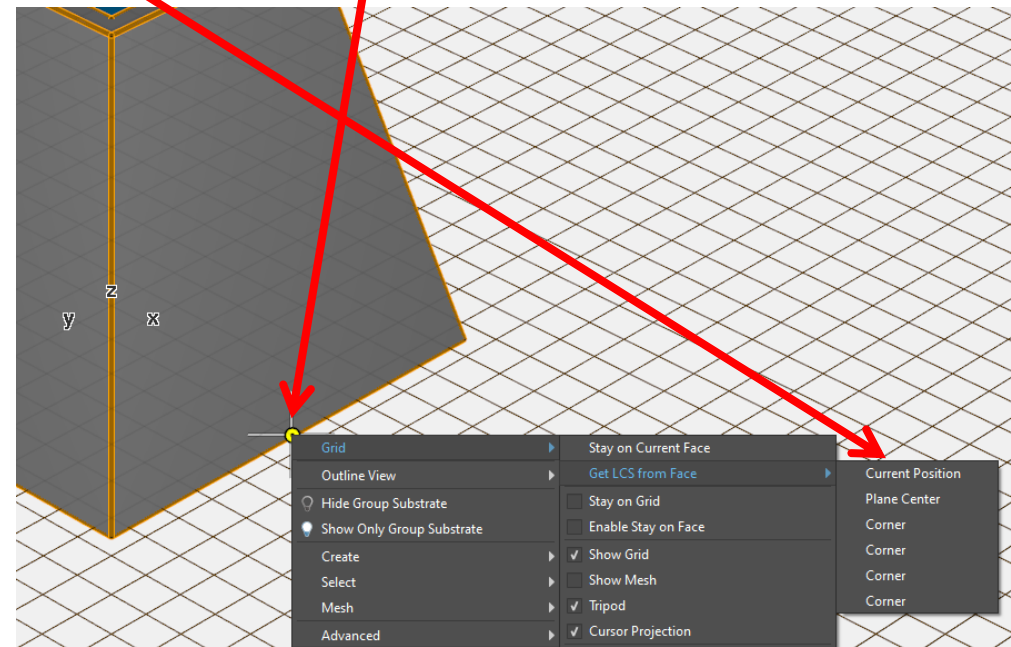 z
y
x
Grid
Outline View
Hide Group Substrate
Show Only Group Substrate
Create
Select
Mesh
Advanced
Stay on Current Face
Get LCS from Face
Stay on Grid
Enable Stay on Face
Show Grid
Show Mesh
Tripod
Cursor Projection
Current Position
Plane Center
Corner
Corner
Corner
Corner